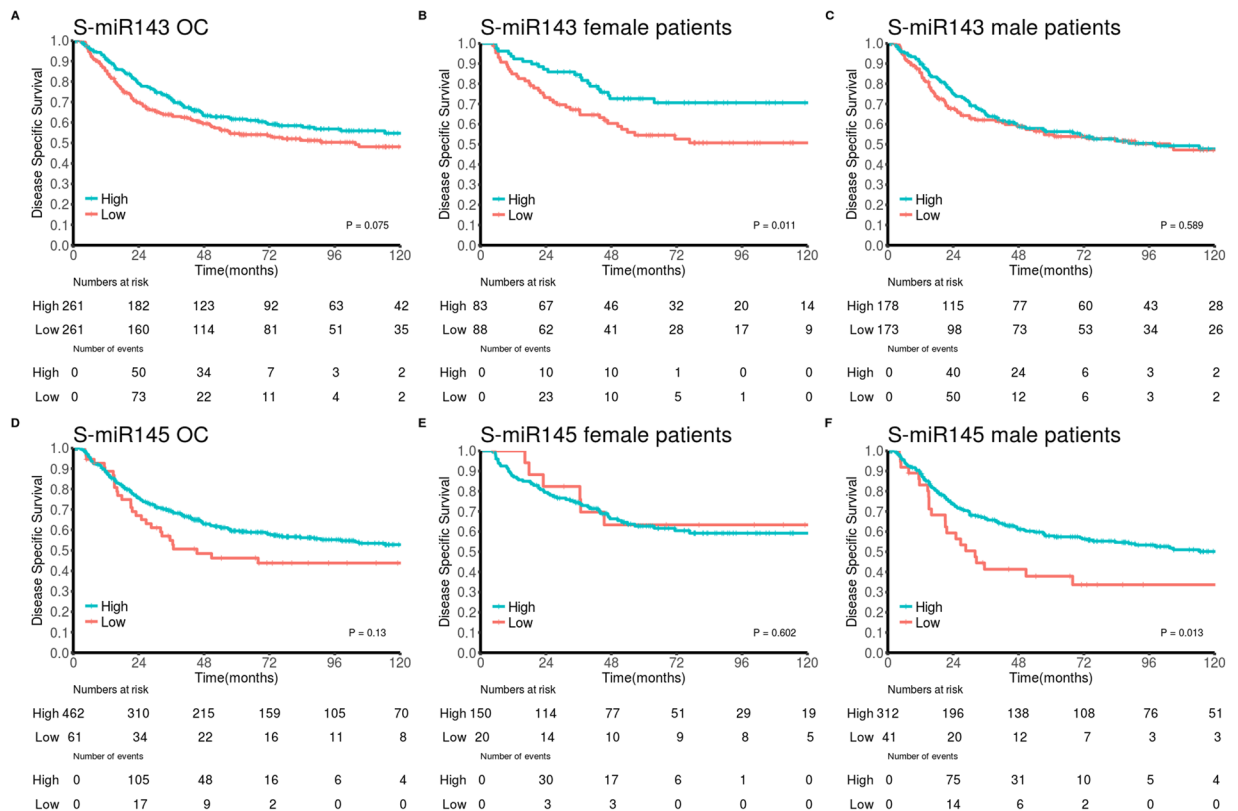 A
S-miR143 OC
Disease Specific Survival
1.0
0.9
0.8
0.7
0.6
0.5
0.4
0.3
0.2
0.1
0.0
High
Low
P = 0.075
0 24 48 72 96 120
Time(months)
Numbers at risk
High 261 182 123 92 63 42
Low 261 160 114 81 51 35
Number of events
High 0 50 34 7 3 2
Low 0 73 22 11 4 2
B
S-miR143 female patients
Disease Specific Survival
1.0
0.9
0.8
0.7
0.6
0.5
0.4
0.3
0.2
0.1
0.0
High
Low
P = 0.011
0 24 48 72 96 120
Time(months)
Numbers at risk
High 83 67 46 32 20 14
Low 88 62 41 28 17 9
Number of events
High 0 10 10 1 0 0
Low 0 23 10 5 1 0
C
S-miR143 male patients
Disease Specific Survival
1.0
0.9
0.8
0.7
0.6
0.5
0.4
0.3
0.2
0.1
0.0
High
Low
P = 0.589
0 24 48 72 96 120
Time(months)
Numbers at risk
High 178 115 77 60 43 28
Low 173 98 73 53 34 26
Number of events
High 0 40 24 6 3 2
Low 0 50 12 6 3 2
D
S-miR145 OC
Disease Specific Survival
1.0
0.9
0.8
0.7
0.6
0.5
0.4
0.3
0.2
0.1
0.0
High
Low
P = 0.13
0 24 48 72 96 120
Time(months)
Numbers at risk
High 462 310 215 159 105 70
Low 61 34 22 16 11 8
Number of events
High 0 105 48 16 6 4
Low 0 17 9 2 0 0
E
S-miR145 female patients
Disease Specific Survival
1.0
0.9
0.8
0.7
0.6
0.5
0.4
0.3
0.2
0.1
0.0
High
Low
P = 0.602
0 24 48 72 96 120
Time(months)
Numbers at risk
High 150 114 77 51 29 19
Low 20 14 10 9 8 5
Number of events
High 0 30 17 6 1 0
Low 0 3 3 0 0 0
F
S-miR145 male patients
Disease Specific Survival
1.0
0.9
0.8
0.7
0.6
0.5
0.4
0.3
0.2
0.1
0.0
High
Low
P = 0.013
0 24 48 72 96 120
Time(months)
Numbers at risk
High 312 196 138 108 76 51
Low 41 20 12 7 3 3
Number of events
High 0 75 31 10 5 4
Low 0 14 6 2 0 0